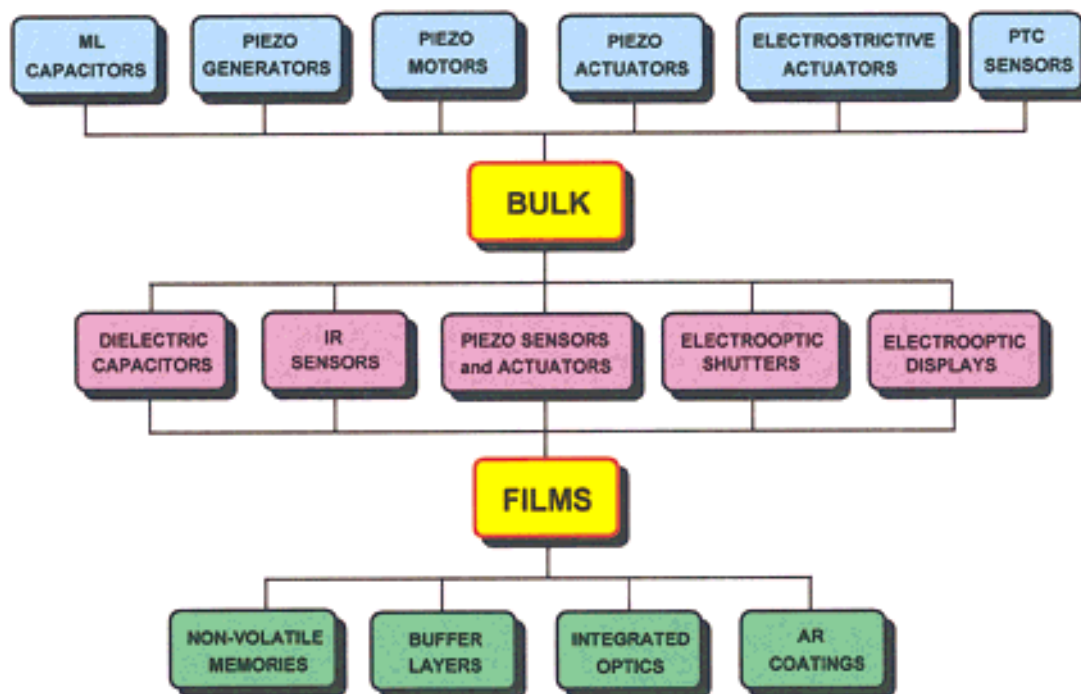 ML
CAPACITORS
PIEZO
GENERATORS
PIEZO
MOTORS
PIEZO
ACTUATORS
ELECTROSTRICTIVE
ACTUATORS
PTC
SENSORS
BULK
DIELECTRIC
CAPACITORS
IR
SENSORS
PIEZO SENSORS
and ACTUATORS
ELECTROOPTIC
SHUTTERS
ELECTROOPTIC
DISPLAYS
FILMS
NON-VOLATILE
MEMORIES
BUFFER
LAYERS
INTEGRATED
OPTICS
AR
COATINGS